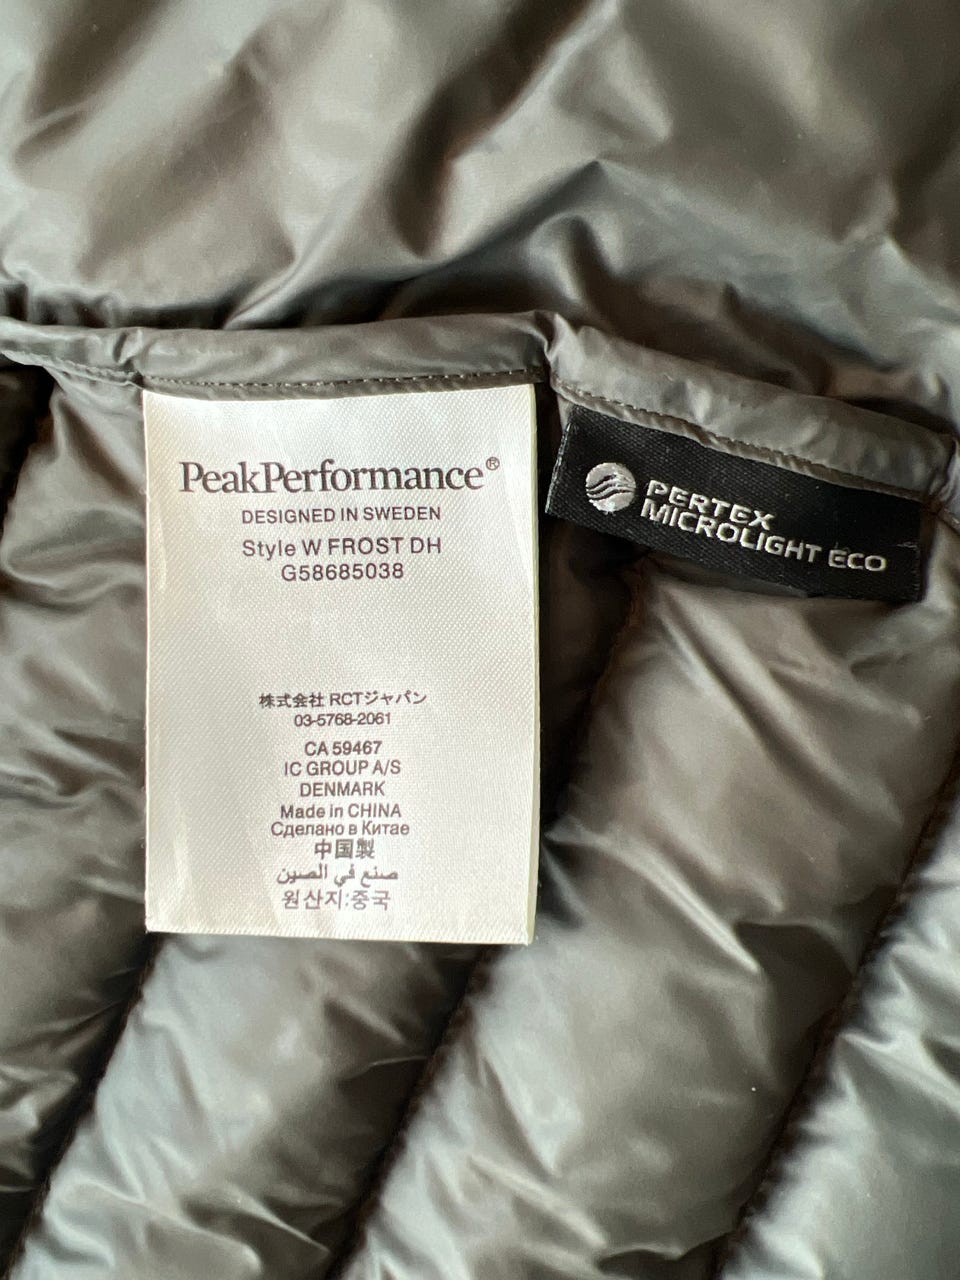 PeakPerformance®
DESIGNED IN SWEDEN
Style W FROST DH
G58685038
株式会社 RCTジャパン
03-5768-2061
CA 59467
IC GROUP A/S
DENMARK
Made in CHINA
Сделано в Китае
中国製
صنع في الصين
원산지:중국
PERTEX
MICROLIGHT ECO